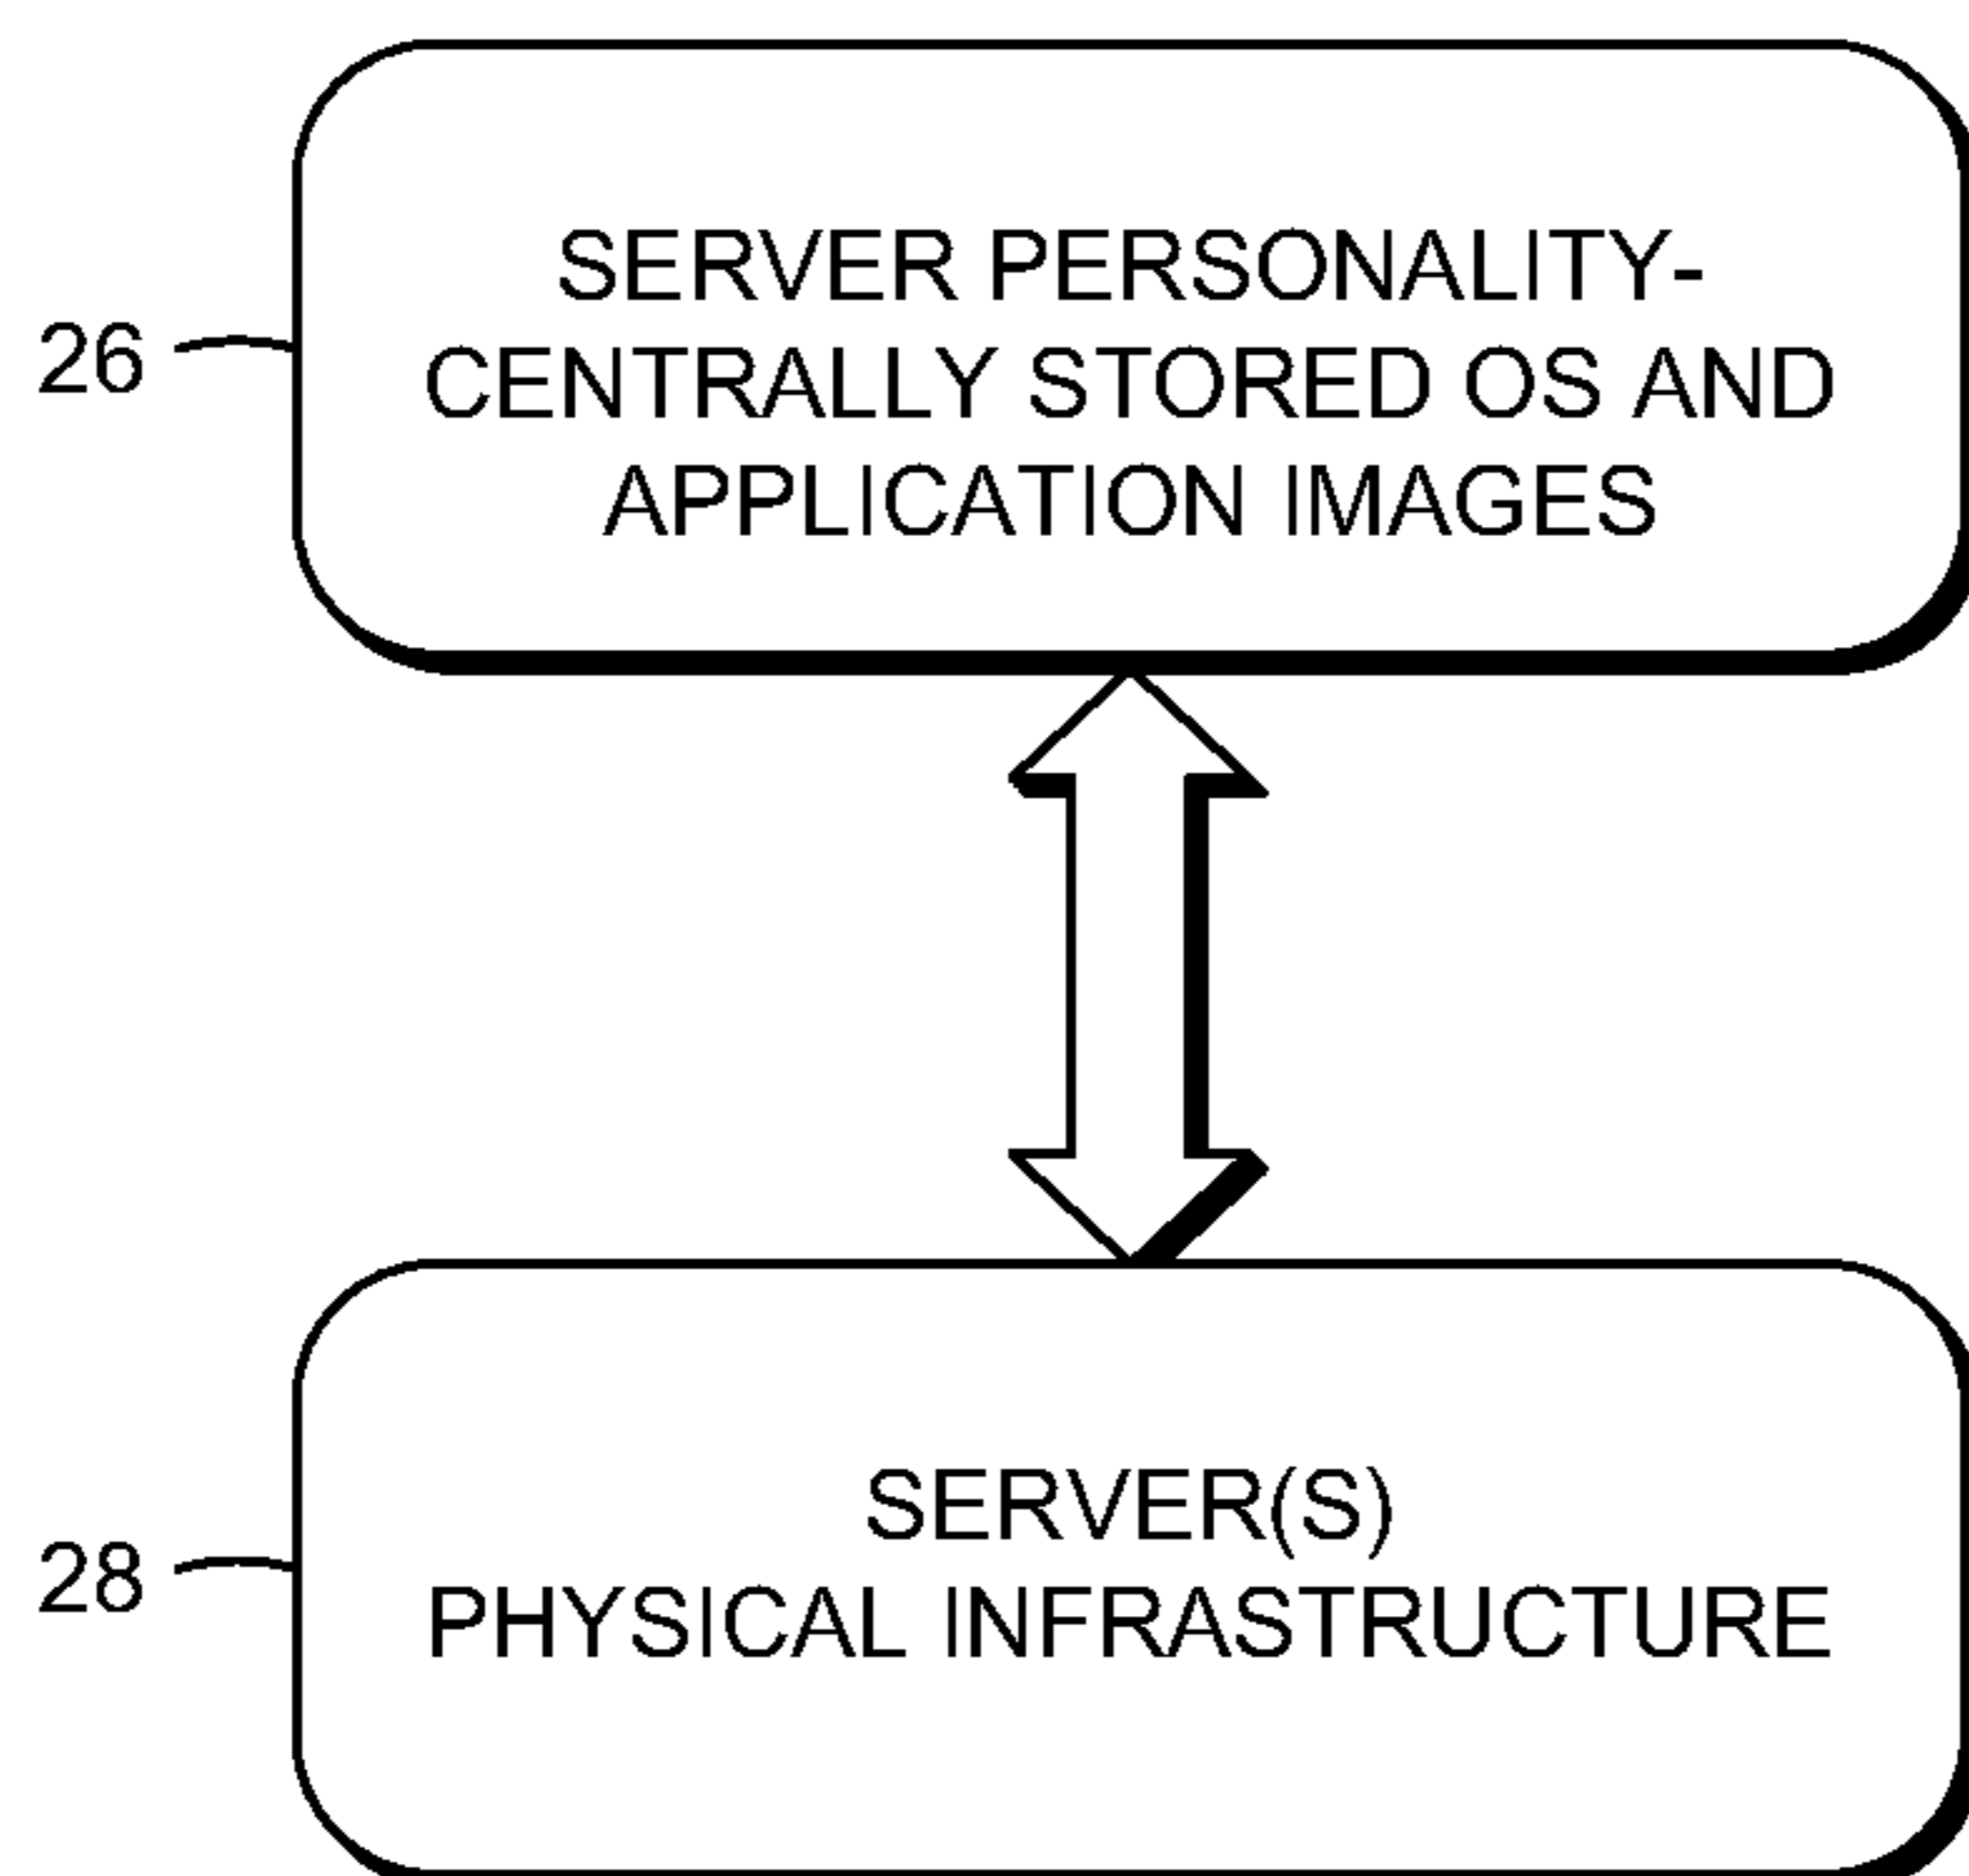 SERVER PERSONALITY-
CENTRALLY STORED OS AND
APPLICATION IMAGES
26
SERVER(S)
PHYSICAL INFRASTRUCTURE
28